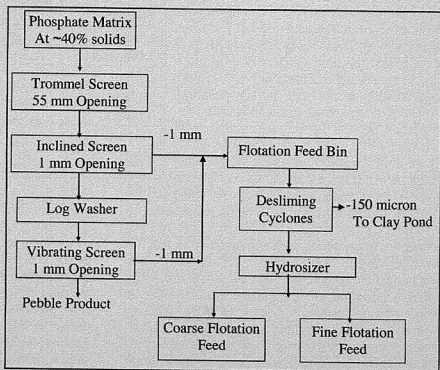 Phosphate Matrix
At ~40% solids
Trommel Screen
55 mm Opening
Inclined Screen
1 mm Opening
-1 mm
Flotation Feed Bin
Log Washer
Desliming
Cyclones
-150 micron
To Clay Pond
Vibrating Screen
1 mm Opening
-1 mm
Hydrosizer
Pebble Product
Coarse Flotation
Feed
Fine Flotation
Feed